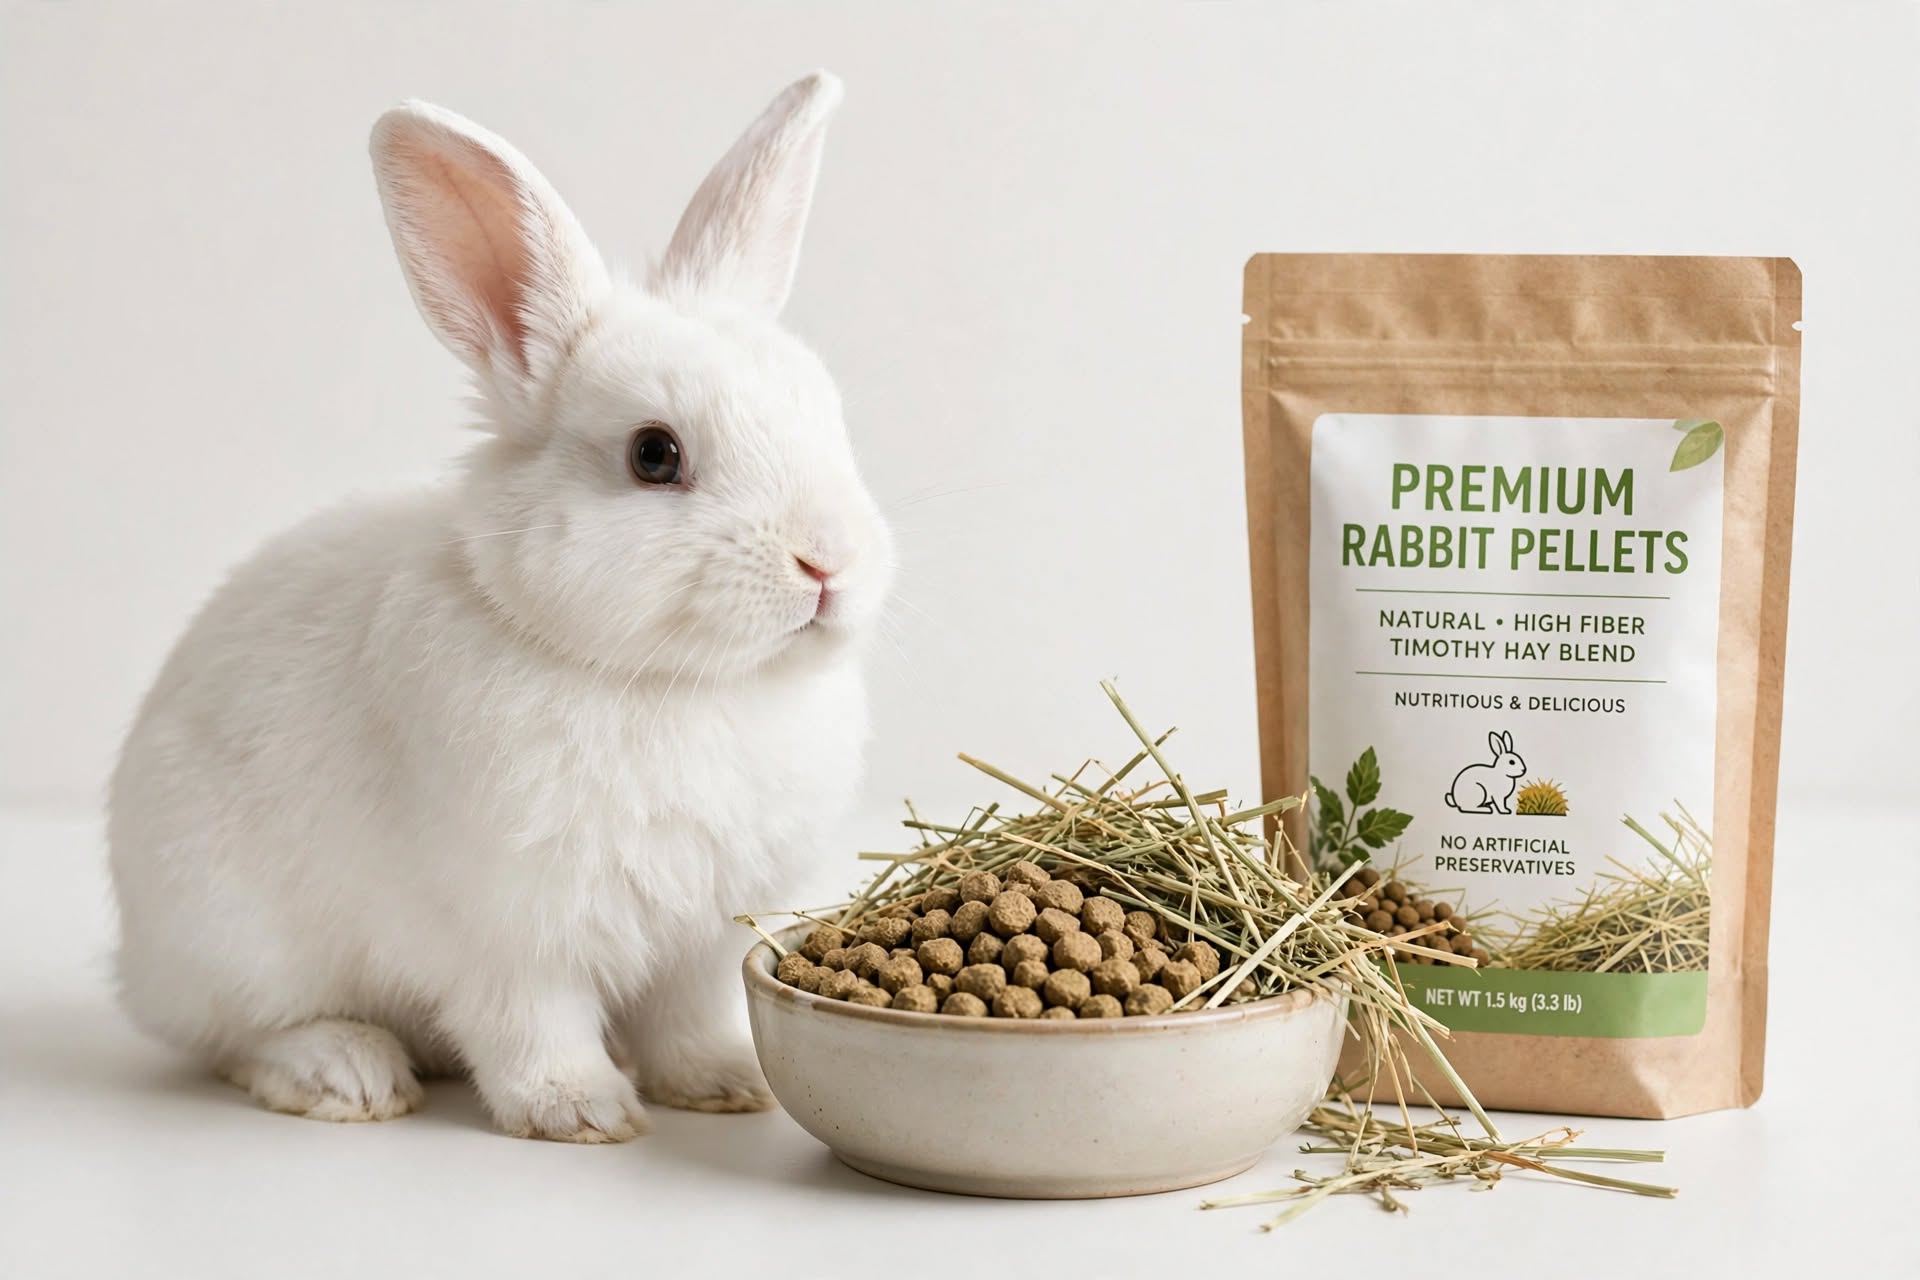 PREMIUM
RABBIT PELLETS
NATURAL • HIGH FIBER
TIMOTHY HAY BLEND
NUTRITIOUS & DELICIOUS
NO ARTIFICIAL
PRESERVATIVES
NET WT 1.5 kg (3.3 lb)